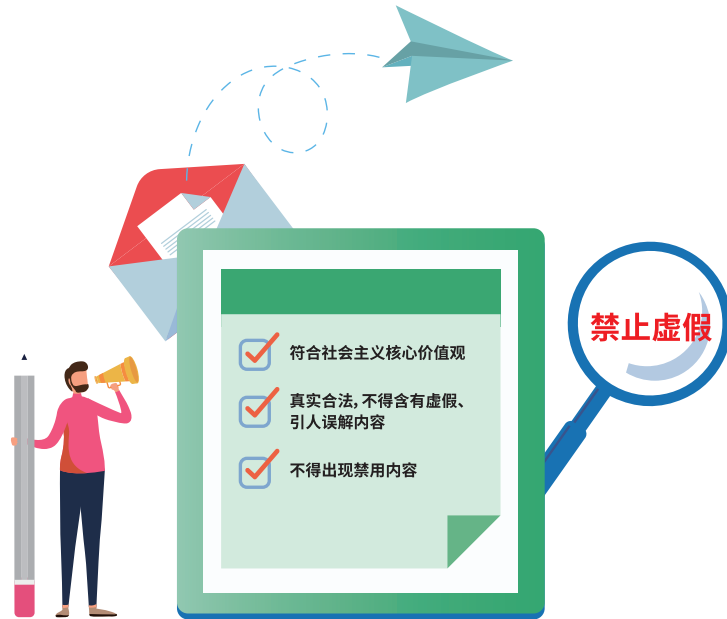 禁止虚假
符合社会主义核心价值观
真实合法, 不得含有虚假、
引人误解内容
不得出现禁用内容